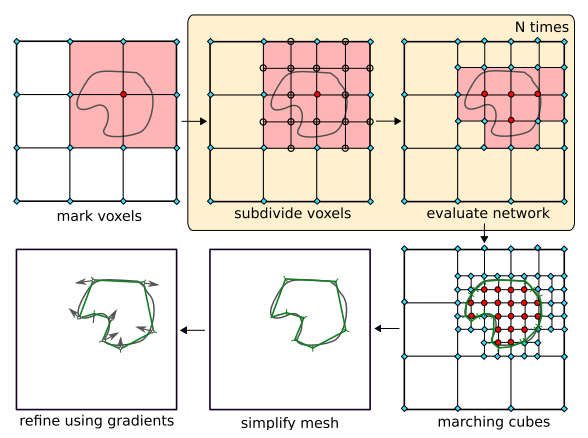 N times
mark voxels
subdivide voxels
evaluate network
refine using gradients
simplify mesh
marching cubes